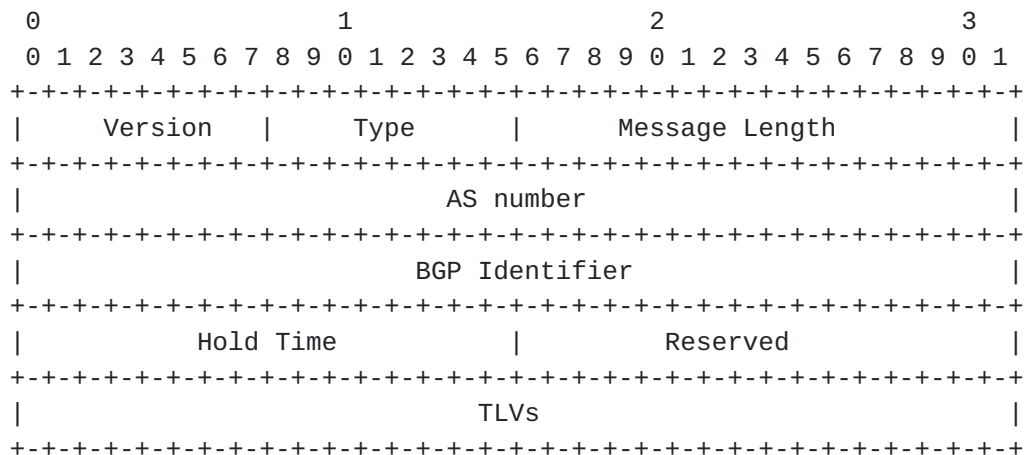 0                   1                   2                   3
 0 1 2 3 4 5 6 7 8 9 0 1 2 3 4 5 6 7 8 9 0 1 2 3 4 5 6 7 8 9 0 1
+-+-+-+-+-+-+-+-+-+-+-+-+-+-+-+-+-+-+-+-+-+-+-+-+-+-+-+-+-+-+-+-+
|     Version   |     Type      |      Message Length           |
+-+-+-+-+-+-+-+-+-+-+-+-+-+-+-+-+-+-+-+-+-+-+-+-+-+-+-+-+-+-+-+-+
|                           AS number                           |
+-+-+-+-+-+-+-+-+-+-+-+-+-+-+-+-+-+-+-+-+-+-+-+-+-+-+-+-+-+-+-+-+
|                         BGP Identifier                        |
+-+-+-+-+-+-+-+-+-+-+-+-+-+-+-+-+-+-+-+-+-+-+-+-+-+-+-+-+-+-+-+-+
|           Hold Time           |         Reserved              |
+-+-+-+-+-+-+-+-+-+-+-+-+-+-+-+-+-+-+-+-+-+-+-+-+-+-+-+-+-+-+-+-+
|                             TLVs                              |
+-+-+-+-+-+-+-+-+-+-+-+-+-+-+-+-+-+-+-+-+-+-+-+-+-+-+-+-+-+-+-+-+